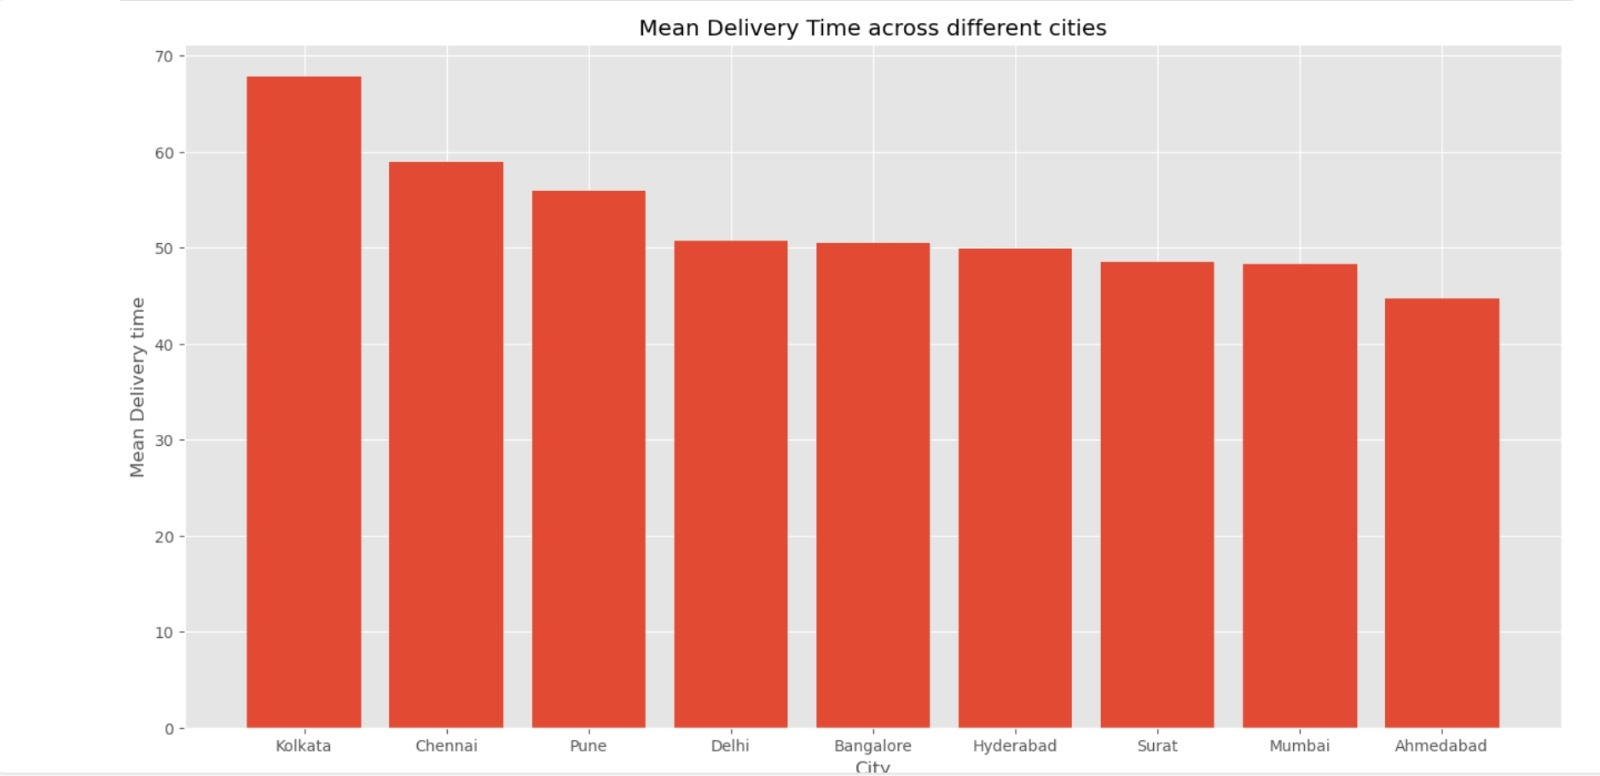 Mean Delivery Time across different cities
70
60
50
40
30
20
10
0
Mean Delivery time
Kolkata Chennai Pune Delhi Bangalore Hyderabad Surat Mumbai Ahmedabad
City